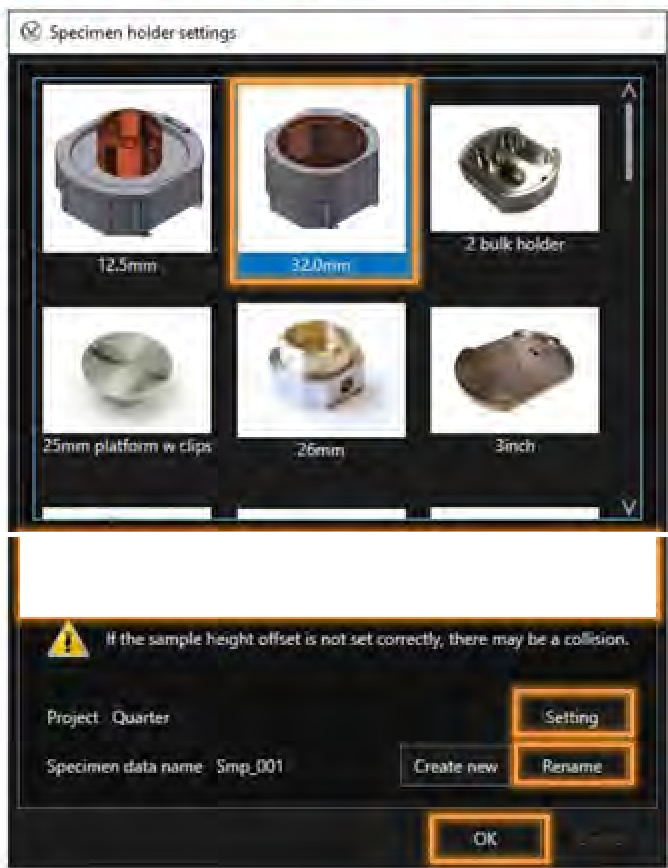 Specimen holder settings
12.5mm
32.0mm
2 bulk holder
25mm platform w clips
26mm
3inch
If the sample height offset is not set correctly, there may be a collision.
Project Quarter Setting
Specimen data name Smp_001 Create new Rename
OK